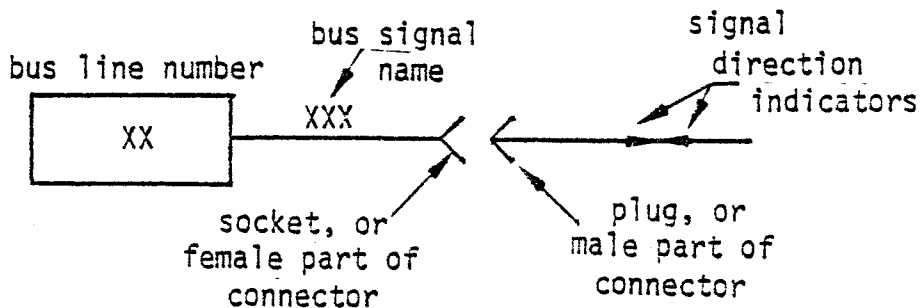 bus line number
XX
bus signal
name
XXX
signal
direction
indicators
socket, or
female part of
connector
plug, or
male part of
connector